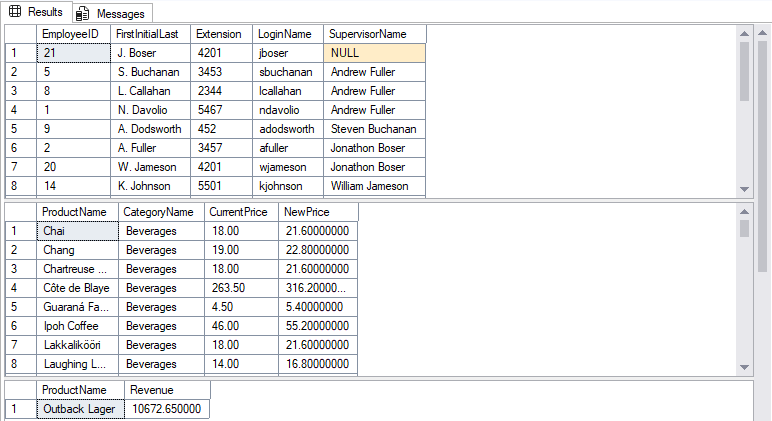 Results Messages
EmployeeID FirstInitialLast Extension LoginName SupervisorName
1 21 J. Boser 4201 jboser NULL
2 5 S. Buchanan 3453 sbuchanan Andrew Fuller
3 8 L. Callahan 2344 lcallahan Andrew Fuller
4 1 N. Davolio 5467 ndavolio Andrew Fuller
5 9 A. Dodsworth 452 adodsworth Steven Buchanan
6 2 A. Fuller 3457 afuller Jonathon Boser
7 20 W. Jameson 4201 wjameson Jonathon Boser
8 14 K. Johnson 5501 kjohnson William Jameson
ProductName CategoryName CurrentPrice NewPrice
1 Chai Beverages 18.00 21.60000000
2 Chang Beverages 19.00 22.80000000
3 Chartreuse ... Beverages 18.00 21.60000000
4 Côte de Blaye Beverages 263.50 316.20000...
5 Guaraná Fa... Beverages 4.50 5.40000000
6 Ipoh Coffee Beverages 46.00 55.20000000
7 Lakkalikööri Beverages 18.00 21.60000000
8 Laughing L... Beverages 14.00 16.80000000
ProductName Revenue
1 Outback Lager 10672.650000